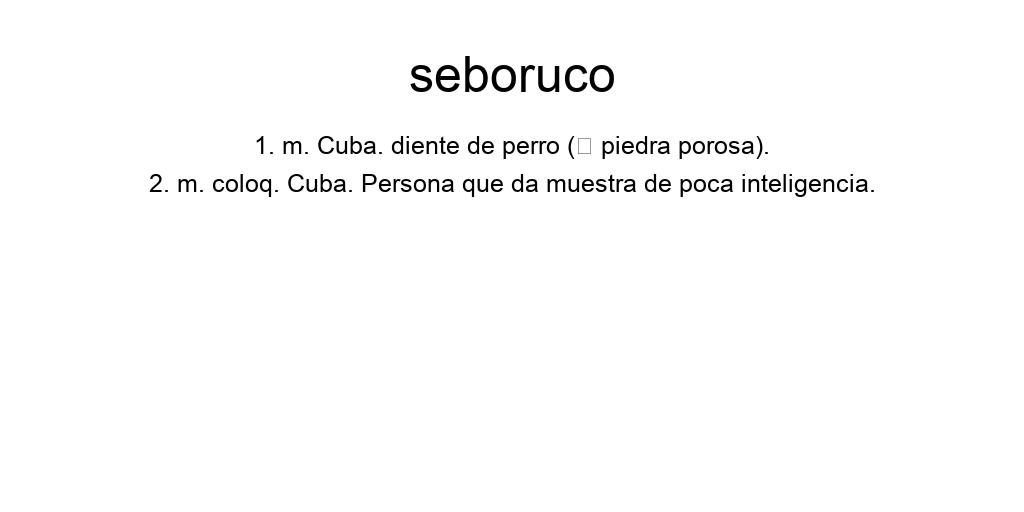 seboruco
1. m. Cuba. diente de perro (□ piedra porosa).
2. m. coloq. Cuba. Persona que da muestra de poca inteligencia.